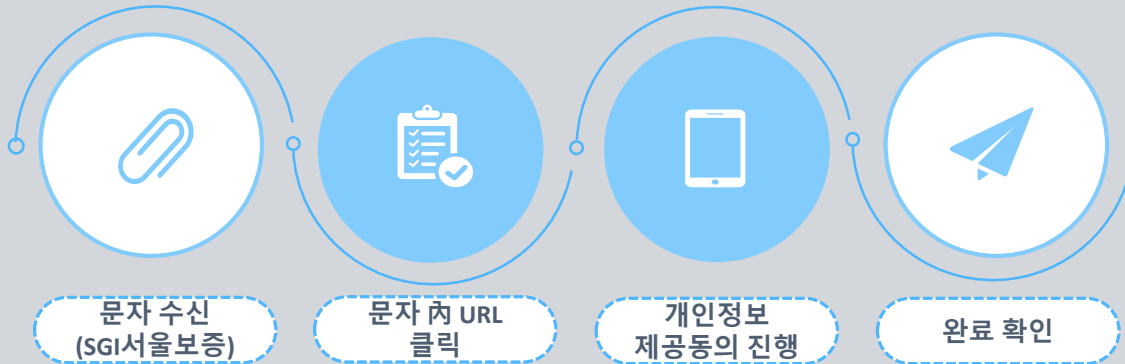 문자 수신
(SGI서울보증)
문자 內 URL
클릭
개인정보
제공동의 진행
완료 확인